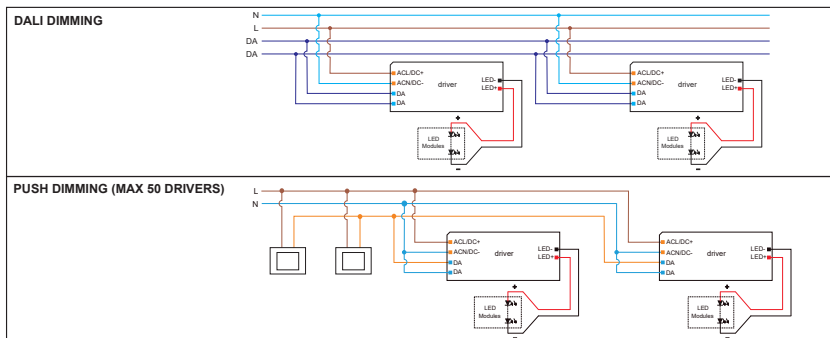 DALI DIMMING
N
L
DA
DA
ACL/DC+
ACN/DC-
DA
DA
driver
LED-
LED+
+
LED
Modules
-
ACL/DC+
ACN/DC-
DA
DA
driver
LED-
LED+
+
LED
Modules
-
PUSH DIMMING (MAX 50 DRIVERS)
L
N
ACL/DC+
ACN/DC-
DA
DA
driver
LED-
LED+
+
LED
Modules
-
ACL/DC+
ACN/DC-
DA
DA
driver
LED-
LED+
+
LED
Modules
-